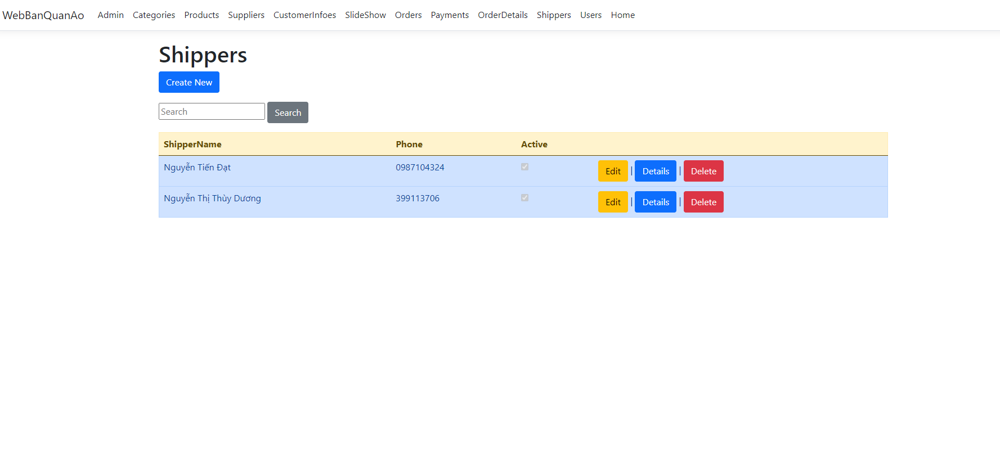 WebBanQuanAo Admin Categories Products Suppliers CustomerInfoes SlideShow Orders Payments OrderDetails Shippers Users Home
Shippers
Create New
Search Search
ShipperName Phone Active
Nguyễn Tiến Đạt 0987104324 Edit | Details | Delete
Nguyễn Thị Thùy Dương 399113706 Edit | Details | Delete